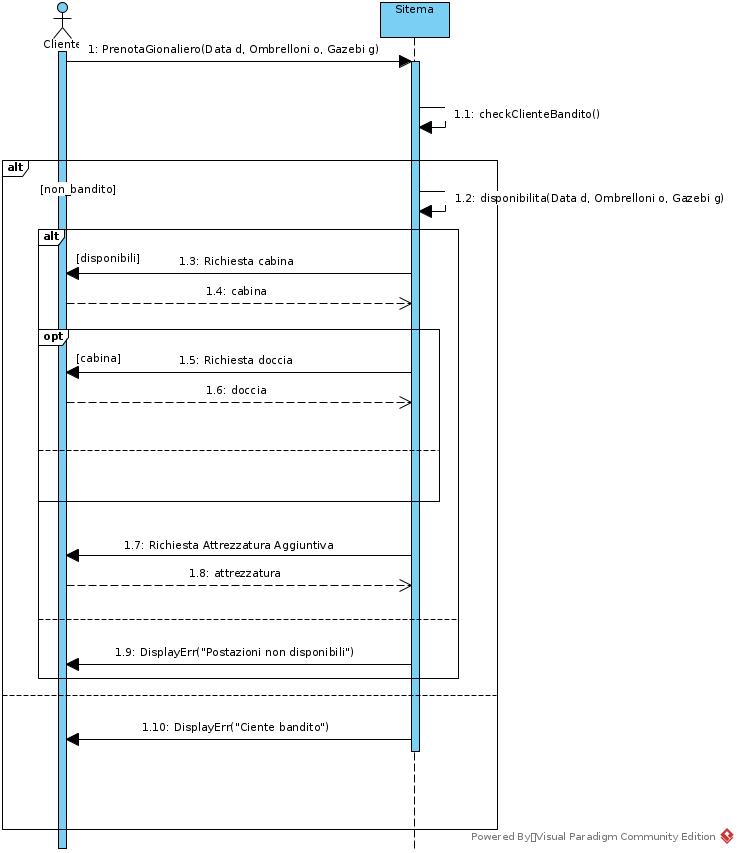 Sitema
Cliente
1: PrenotaGionaliero(Data d, Ombrelloni o, Gazebi g)
1.1: checkClienteBandito()
alt
[non_bandito]
1.2: disponibilita(Data d, Ombrelloni o, Gazebi g)
alt
[disponibili]
1.3: Richiesta cabina
1.4: cabina
opt
[cabina]
1.5: Richiesta doccia
1.6: doccia
1.7: Richiesta Attrezzatura Aggiuntiva
1.8: attrezzatura
1.9: DisplayErr("Postazioni non disponibili")
1.10: DisplayErr("Ciente bandito")
Powered By▯Visual Paradigm Community Edition